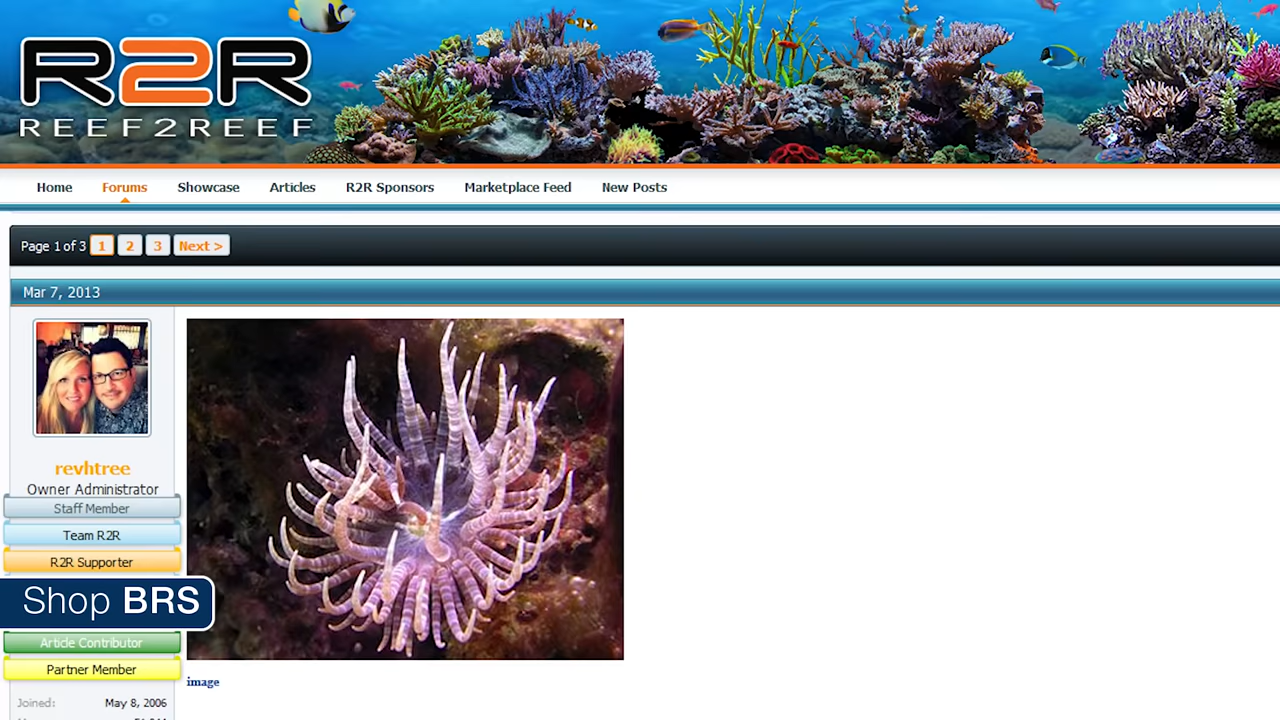 R2R
REEF2REEF
Home Forums Showcase Articles R2R Sponsors Marketplace Feed New Posts
Page 1 of 3 1 2 3 Next >
Mar 7, 2013
revhtree
Owner Administrator
Staff Member
Team R2R
R2R Supporter
Shop BRS
Article Contributor
Partner Member
image
Joined: May 8, 2006